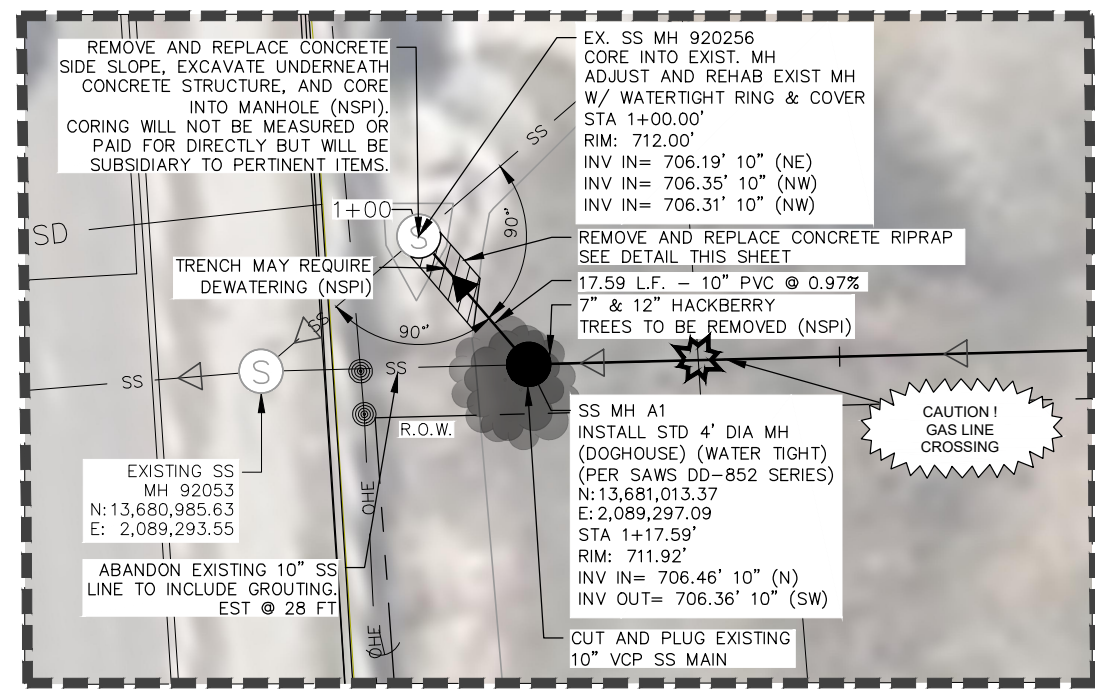 REMOVE AND REPLACE CONCRETE
SIDE SLOPE, EXCAVATE UNDERNEATH
CONCRETE STRUCTURE, AND CORE
INTO MANHOLE (NSPI).
CORING WILL NOT BE MEASURED OR
PAID FOR DIRECTLY BUT WILL BE
SUBSIDIARY TO PERTINENT ITEMS.
EX. SS MH 920256
CORE INTO EXIST. MH
ADJUST AND REHAB EXIST MH
W/ WATERTIGHT RING & COVER
STA 1+00.00'
RIM: 712.00'
INV IN= 706.19' 10" (NE)
INV IN= 706.35' 10" (NW)
INV IN= 706.31' 10" (NW)
SS
1+00
S
90°
SD
REMOVE AND REPLACE CONCRETE RIPRAP
SEE DETAIL THIS SHEET
TRENCH MAY REQUIRE
DEWATERING (NSPI)
17.59 L.F. – 10" PVC @ 0.97%
7" & 12" HACKBERRY
TREES TO BE REMOVED (NSPI)
SS
90°
SS
S
SS
R.O.W.
CAUTION !
GAS LINE
CROSSING
SS MH A1
INSTALL STD 4' DIA MH
(DOGHOUSE) (WATER TIGHT)
(PER SAWS DD–852 SERIES)
N:13,681,013.37
E:2,089,297.09
STA 1+17.59'
RIM: 711.92'
INV IN= 706.46' 10" (N)
INV OUT= 706.36' 10" (SW)
EXISTING SS
MH 92053
N:13,680,985.63
E: 2,089,293.55
OHE
ABANDON EXISTING 10" SS
LINE TO INCLUDE GROUTING.
EST @ 28 FT
OHE
CUT AND PLUG EXISTING
10" VCP SS MAIN